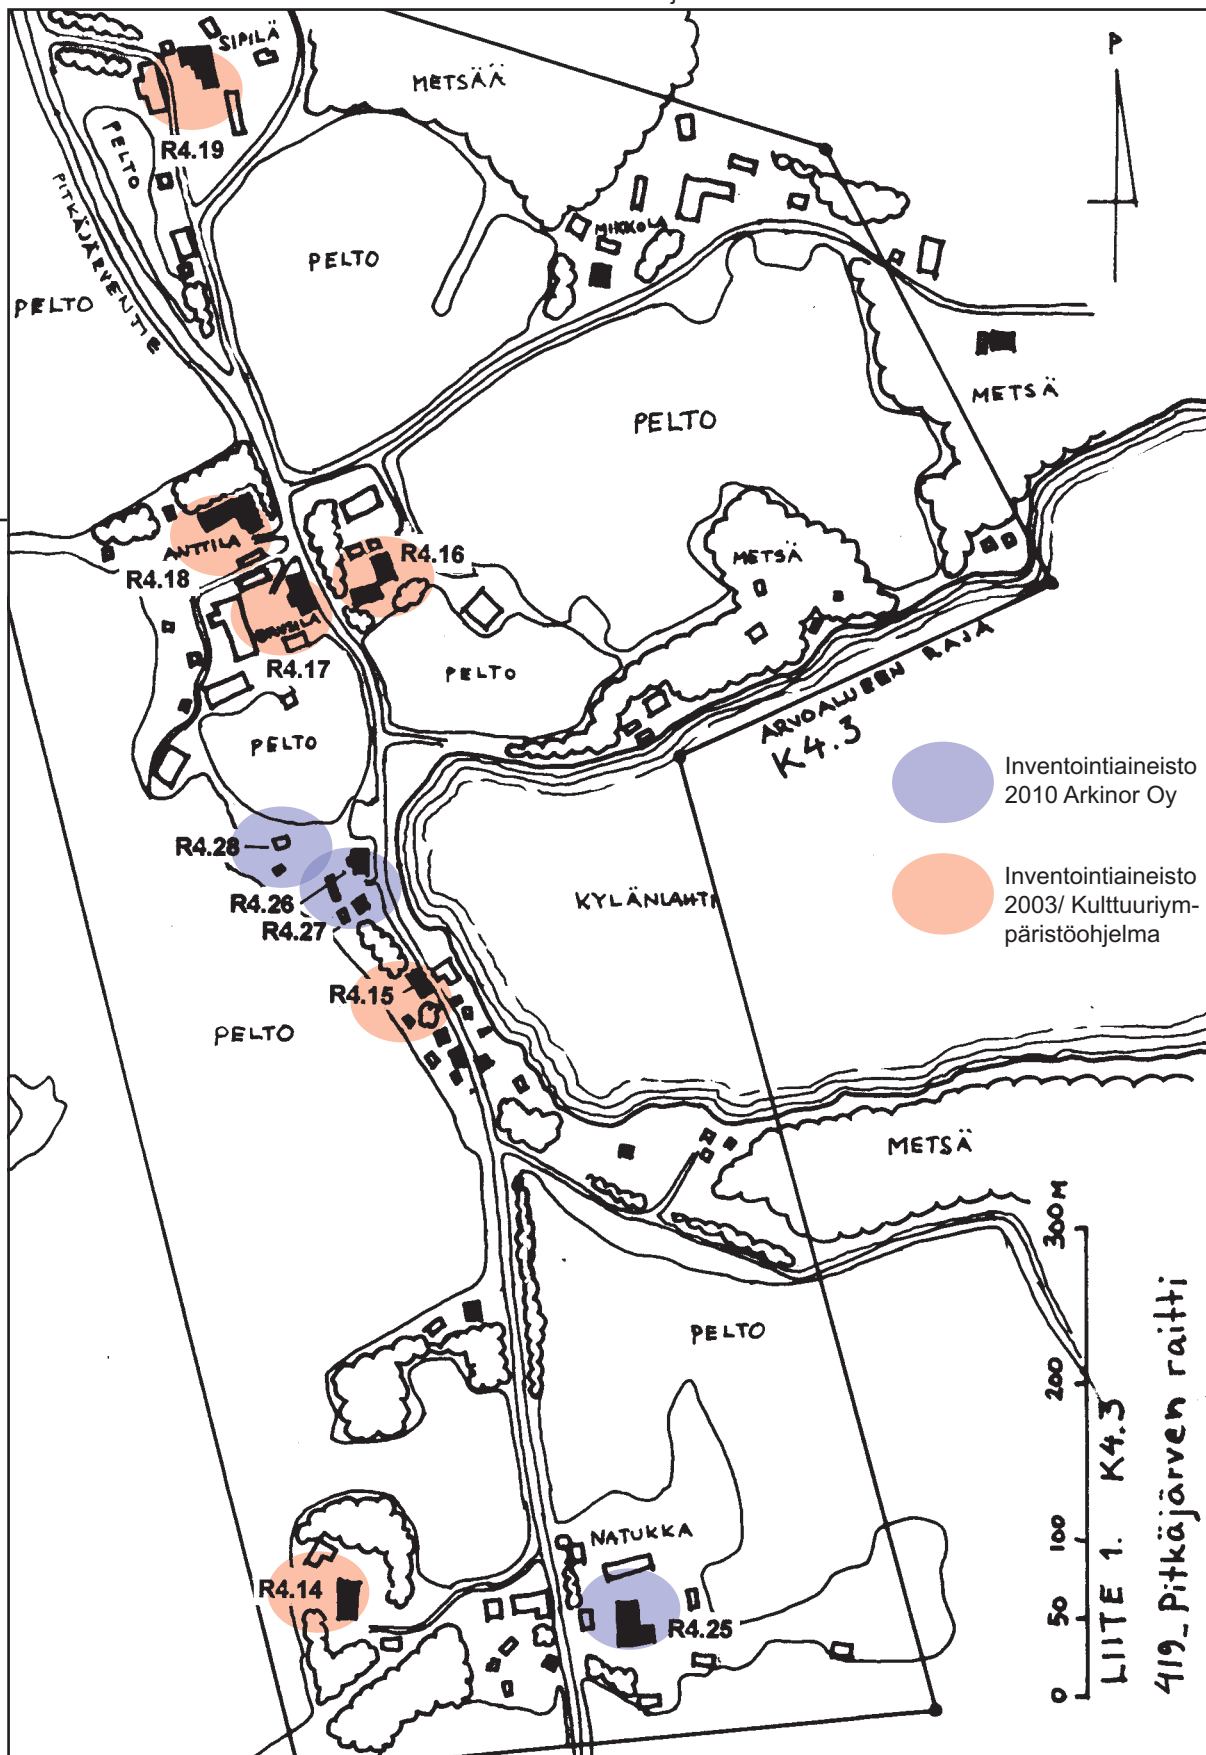 SIPILÄ
METSÄÄ
P
PELTO
R4.19
PITKÄJÄRVENTIE
MIKKOLA
PELTO
PELTO
METSÄ
PELTO
ANTTILA
R4.18
R4.16
METSÄ
R4.17
PELTO
ARVOALUEEN RAJA
K4.3
PELTO
Inventointiaineisto
2010 Arkinor Oy
R4.28
Inventointiaineisto
2003/ Kulttuuriym-
päristöohjelma
R4.26
R4.27
KYLÄNLAHTI
R4.15
PELTO
METSÄ
PELTO
NATUKKA
R4.14
R4.25
0 50 100 200 300M
LIITE 1. K4.3
419_Pitkäjärven raitti